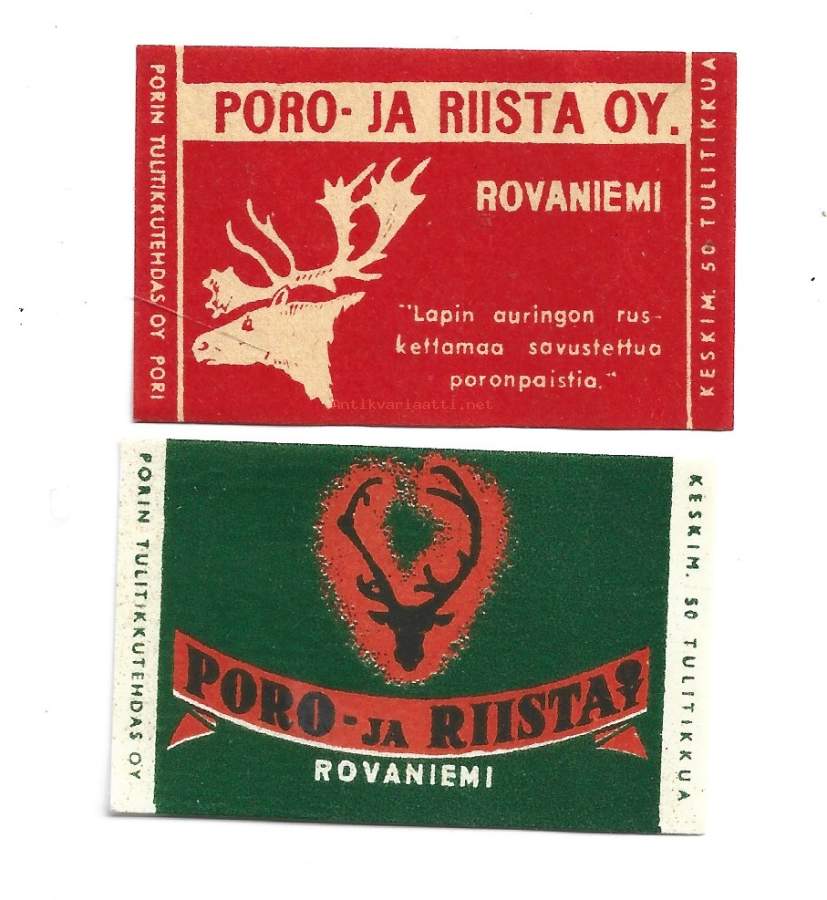 PORIN TULITIKKUTEHDAS OY PORI
PORO- JA RIISTA OY.
ROVANIEMI
"Lapin auringon rus-
kettamaa savustettua
poronpaistia."
KESKIM. 50 TULITIKKUA
Antikvariaatti.net
PORIN TULITIKKUTEHDAS OY
PORO-JA RIISTA OY
ROVANIEMI
KESKIM. 50 TULITIKKUA